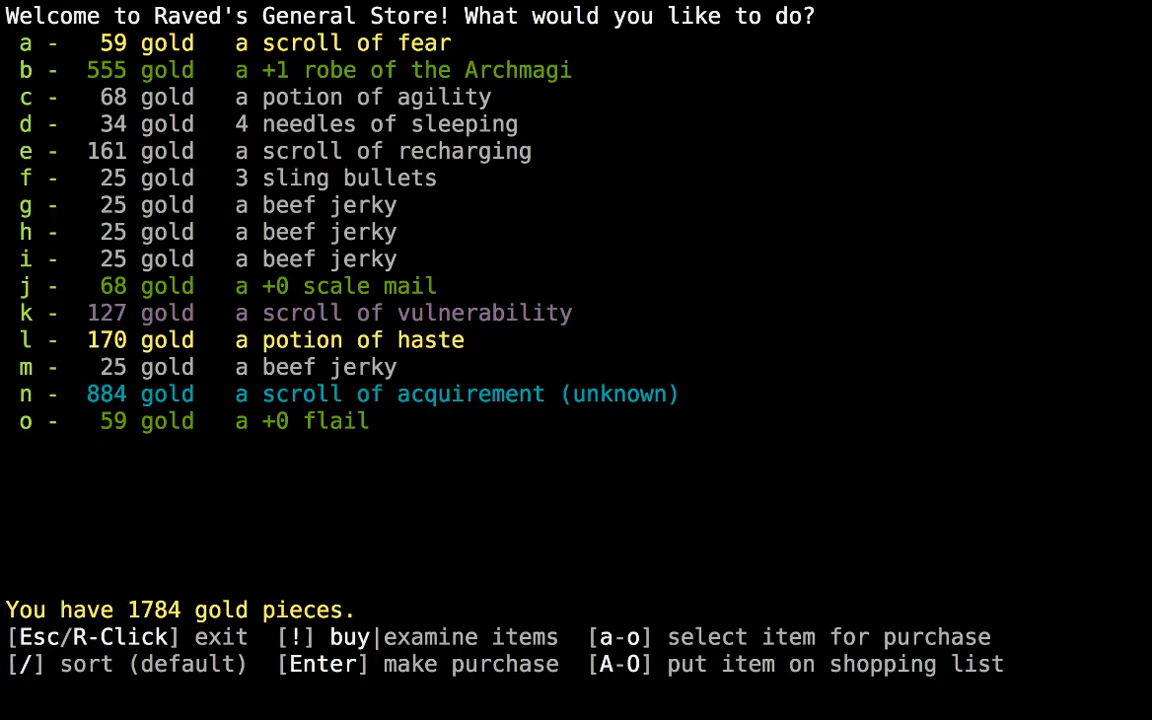 Welcome to Raved's General Store! What would you like to do?
a - 59 gold a scroll of fear
b - 555 gold a +1 robe of the Archmagi
c - 68 gold a potion of agility
d - 34 gold 4 needles of sleeping
e - 161 gold a scroll of recharging
f - 25 gold 3 sling bullets
g - 25 gold a beef jerky
h - 25 gold a beef jerky
i - 25 gold a beef jerky
j - 68 gold a +0 scale mail
k - 127 gold a scroll of vulnerability
l - 170 gold a potion of haste
m - 25 gold a beef jerky
n - 884 gold a scroll of acquirement (unknown)
o - 59 gold a +0 flail
You have 1784 gold pieces.
[Esc/R-Click] exit [!] buy|examine items [a-o] select item for purchase
[/] sort (default) [Enter] make purchase [A-O] put item on shopping list